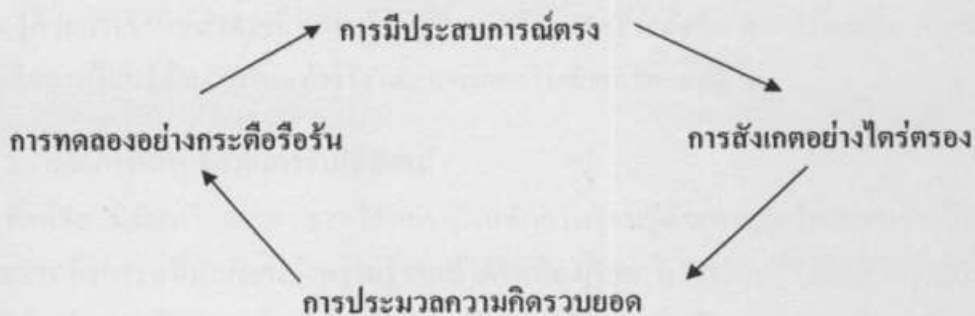 การมีประสบการณ์ตรง
การทดลองอย่างกระตือรือร้น
การสังเกตอย่างไตร่ตรอง
การประมวลความคิดรวบยอด